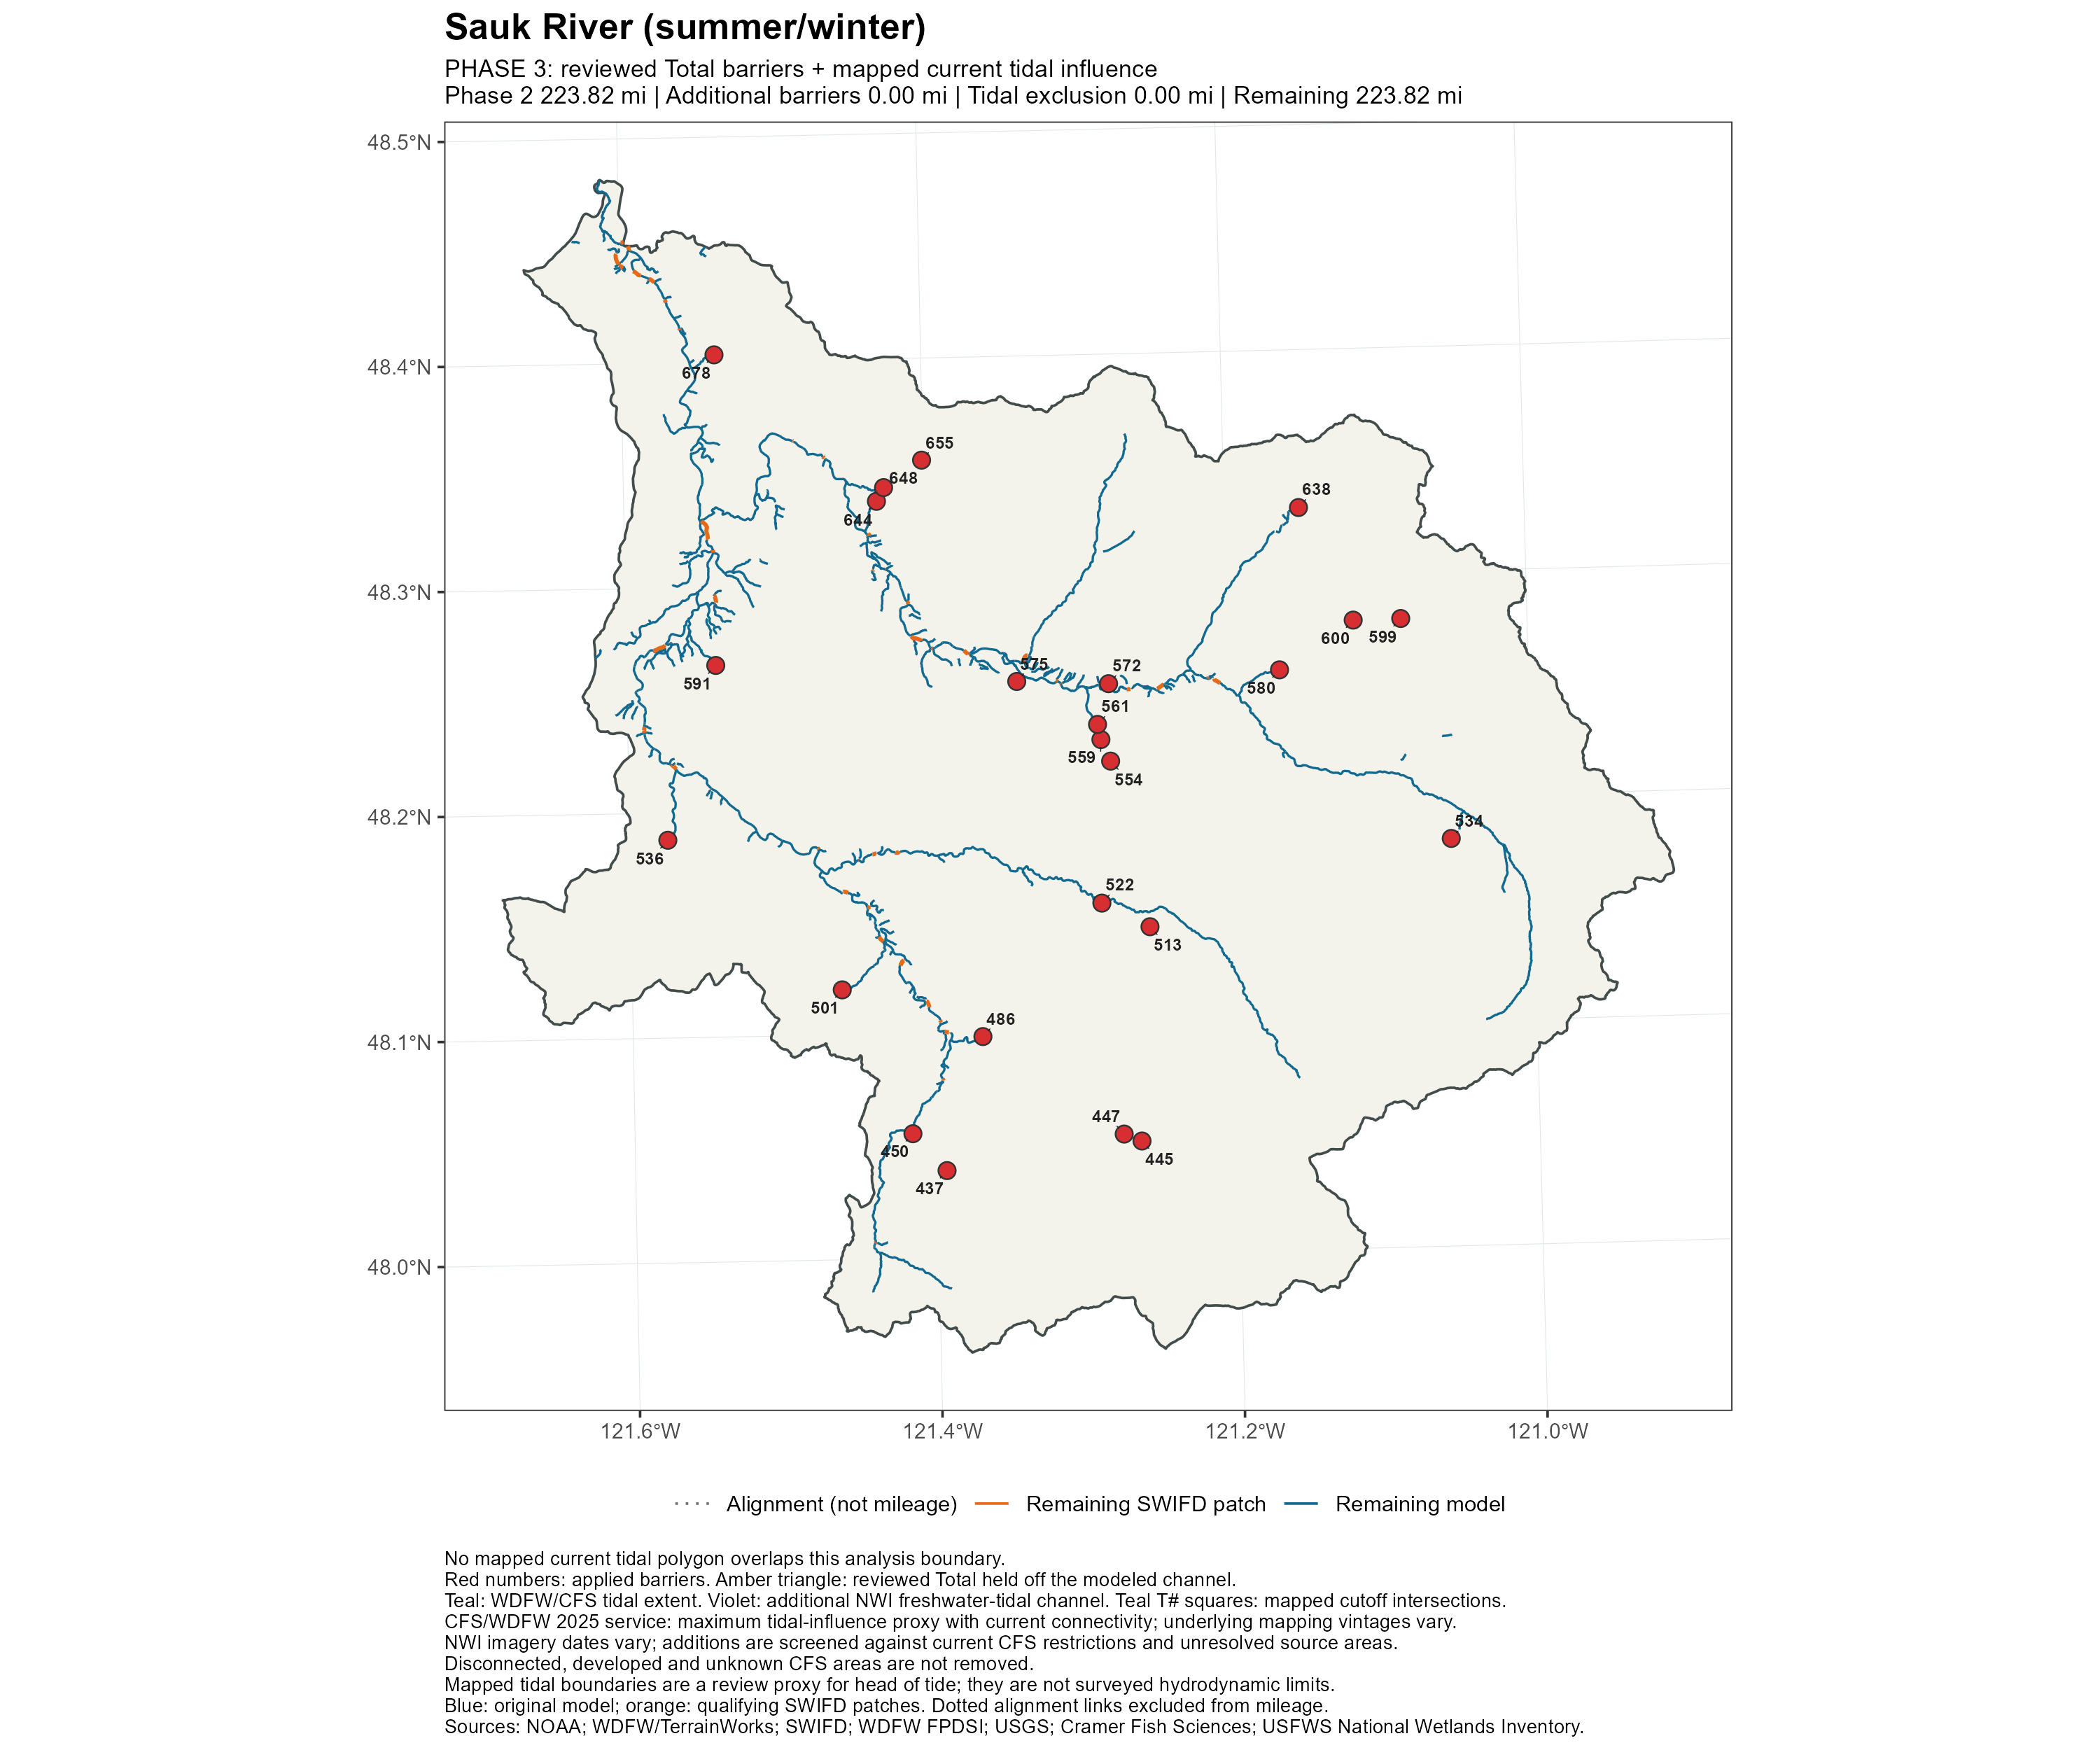 Sauk River (summer/winter)
PHASE 3: reviewed Total barriers + mapped current tidal influence
Phase 2 223.82 mi | Additional barriers 0.00 mi | Tidal exclusion 0.00 mi | Remaining 223.82 mi
48.5°N
48.4°N
678
655
648
644
638
48.3°N
600
599
575
572
580
591
561
559
554
48.2°N
534
536
522
513
501
48.1°N
486
447
450
445
437
48.0°N
121.6°W
121.4°W
121.2°W
121.0°W
Alignment (not mileage)
Remaining SWIFD patch
Remaining model
No mapped current tidal polygon overlaps this analysis boundary.
Red numbers: applied barriers. Amber triangle: reviewed Total held off the modeled channel.
Teal: WDFW/CFS tidal extent. Violet: additional NWI freshwater-tidal channel. Teal T# squares: mapped cutoff intersections.
CFS/WDFW 2025 service: maximum tidal-influence proxy with current connectivity; underlying mapping vintages vary.
NWI imagery dates vary; additions are screened against current CFS restrictions and unresolved source areas.
Disconnected, developed and unknown CFS areas are not removed.
Mapped tidal boundaries are a review proxy for head of tide; they are not surveyed hydrodynamic limits.
Blue: original model; orange: qualifying SWIFD patches. Dotted alignment links excluded from mileage.
Sources: NOAA; WDFW/TerrainWorks; SWIFD; WDFW FPDSI; USGS; Cramer Fish Sciences; USFWS National Wetlands Inventory.